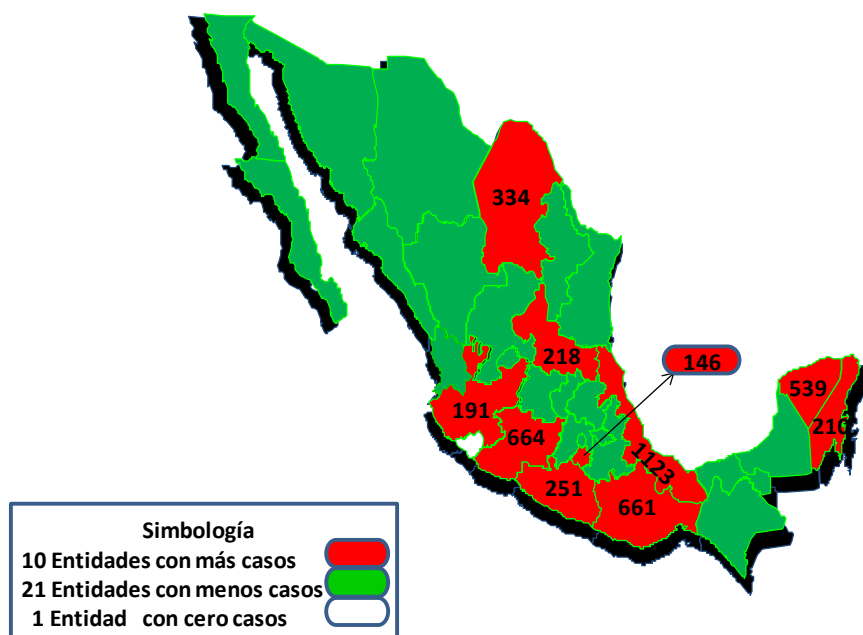 334
146
218
539
210
191
664
1123
251
661
Simbología
10 Entidades con más casos
21 Entidades con menos casos
1 Entidad con cero casos